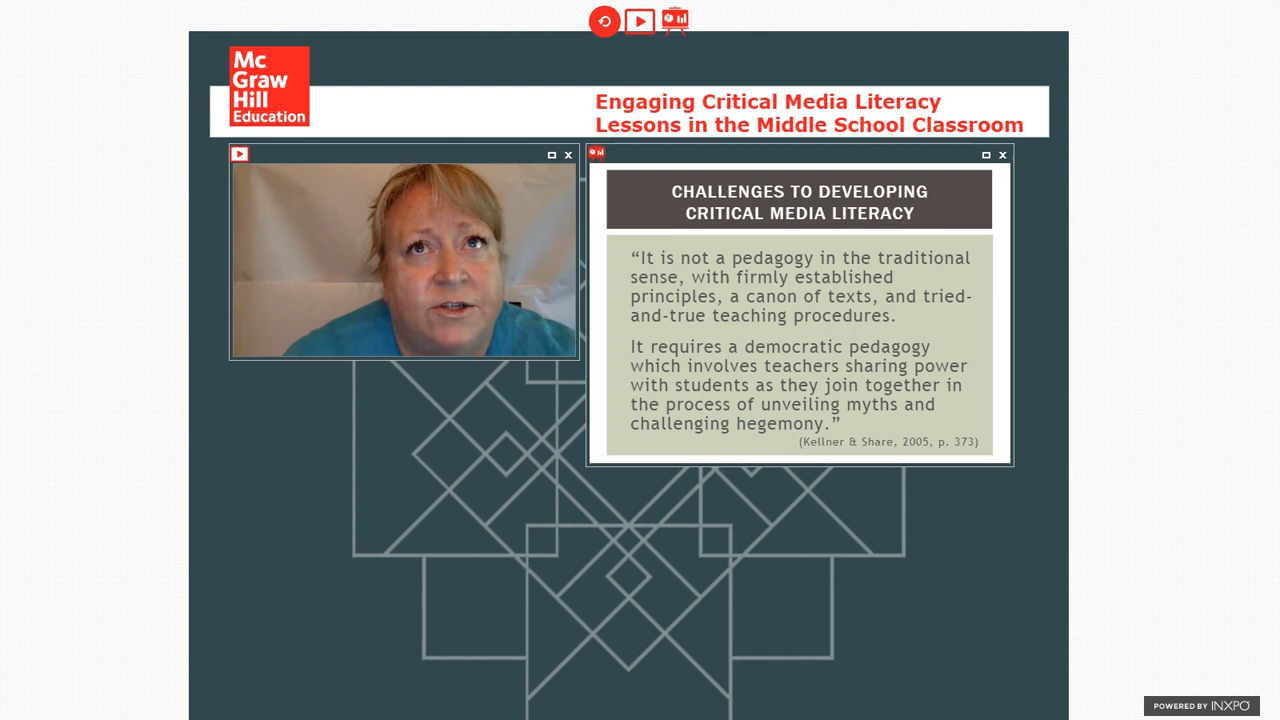 Mc
Graw
Hill
Education
Engaging Critical Media Literacy
Lessons in the Middle School Classroom
CHALLENGES TO DEVELOPING
CRITICAL MEDIA LITERACY
“It is not a pedagogy in the traditional
sense, with firmly established
principles, a canon of texts, and tried-
and-true teaching procedures.
It requires a democratic pedagogy
which involves teachers sharing power
with students as they join together in
the process of unveiling myths and
challenging hegemony.”
(Kellner & Share, 2005, p. 373)
POWERED BY INXPO